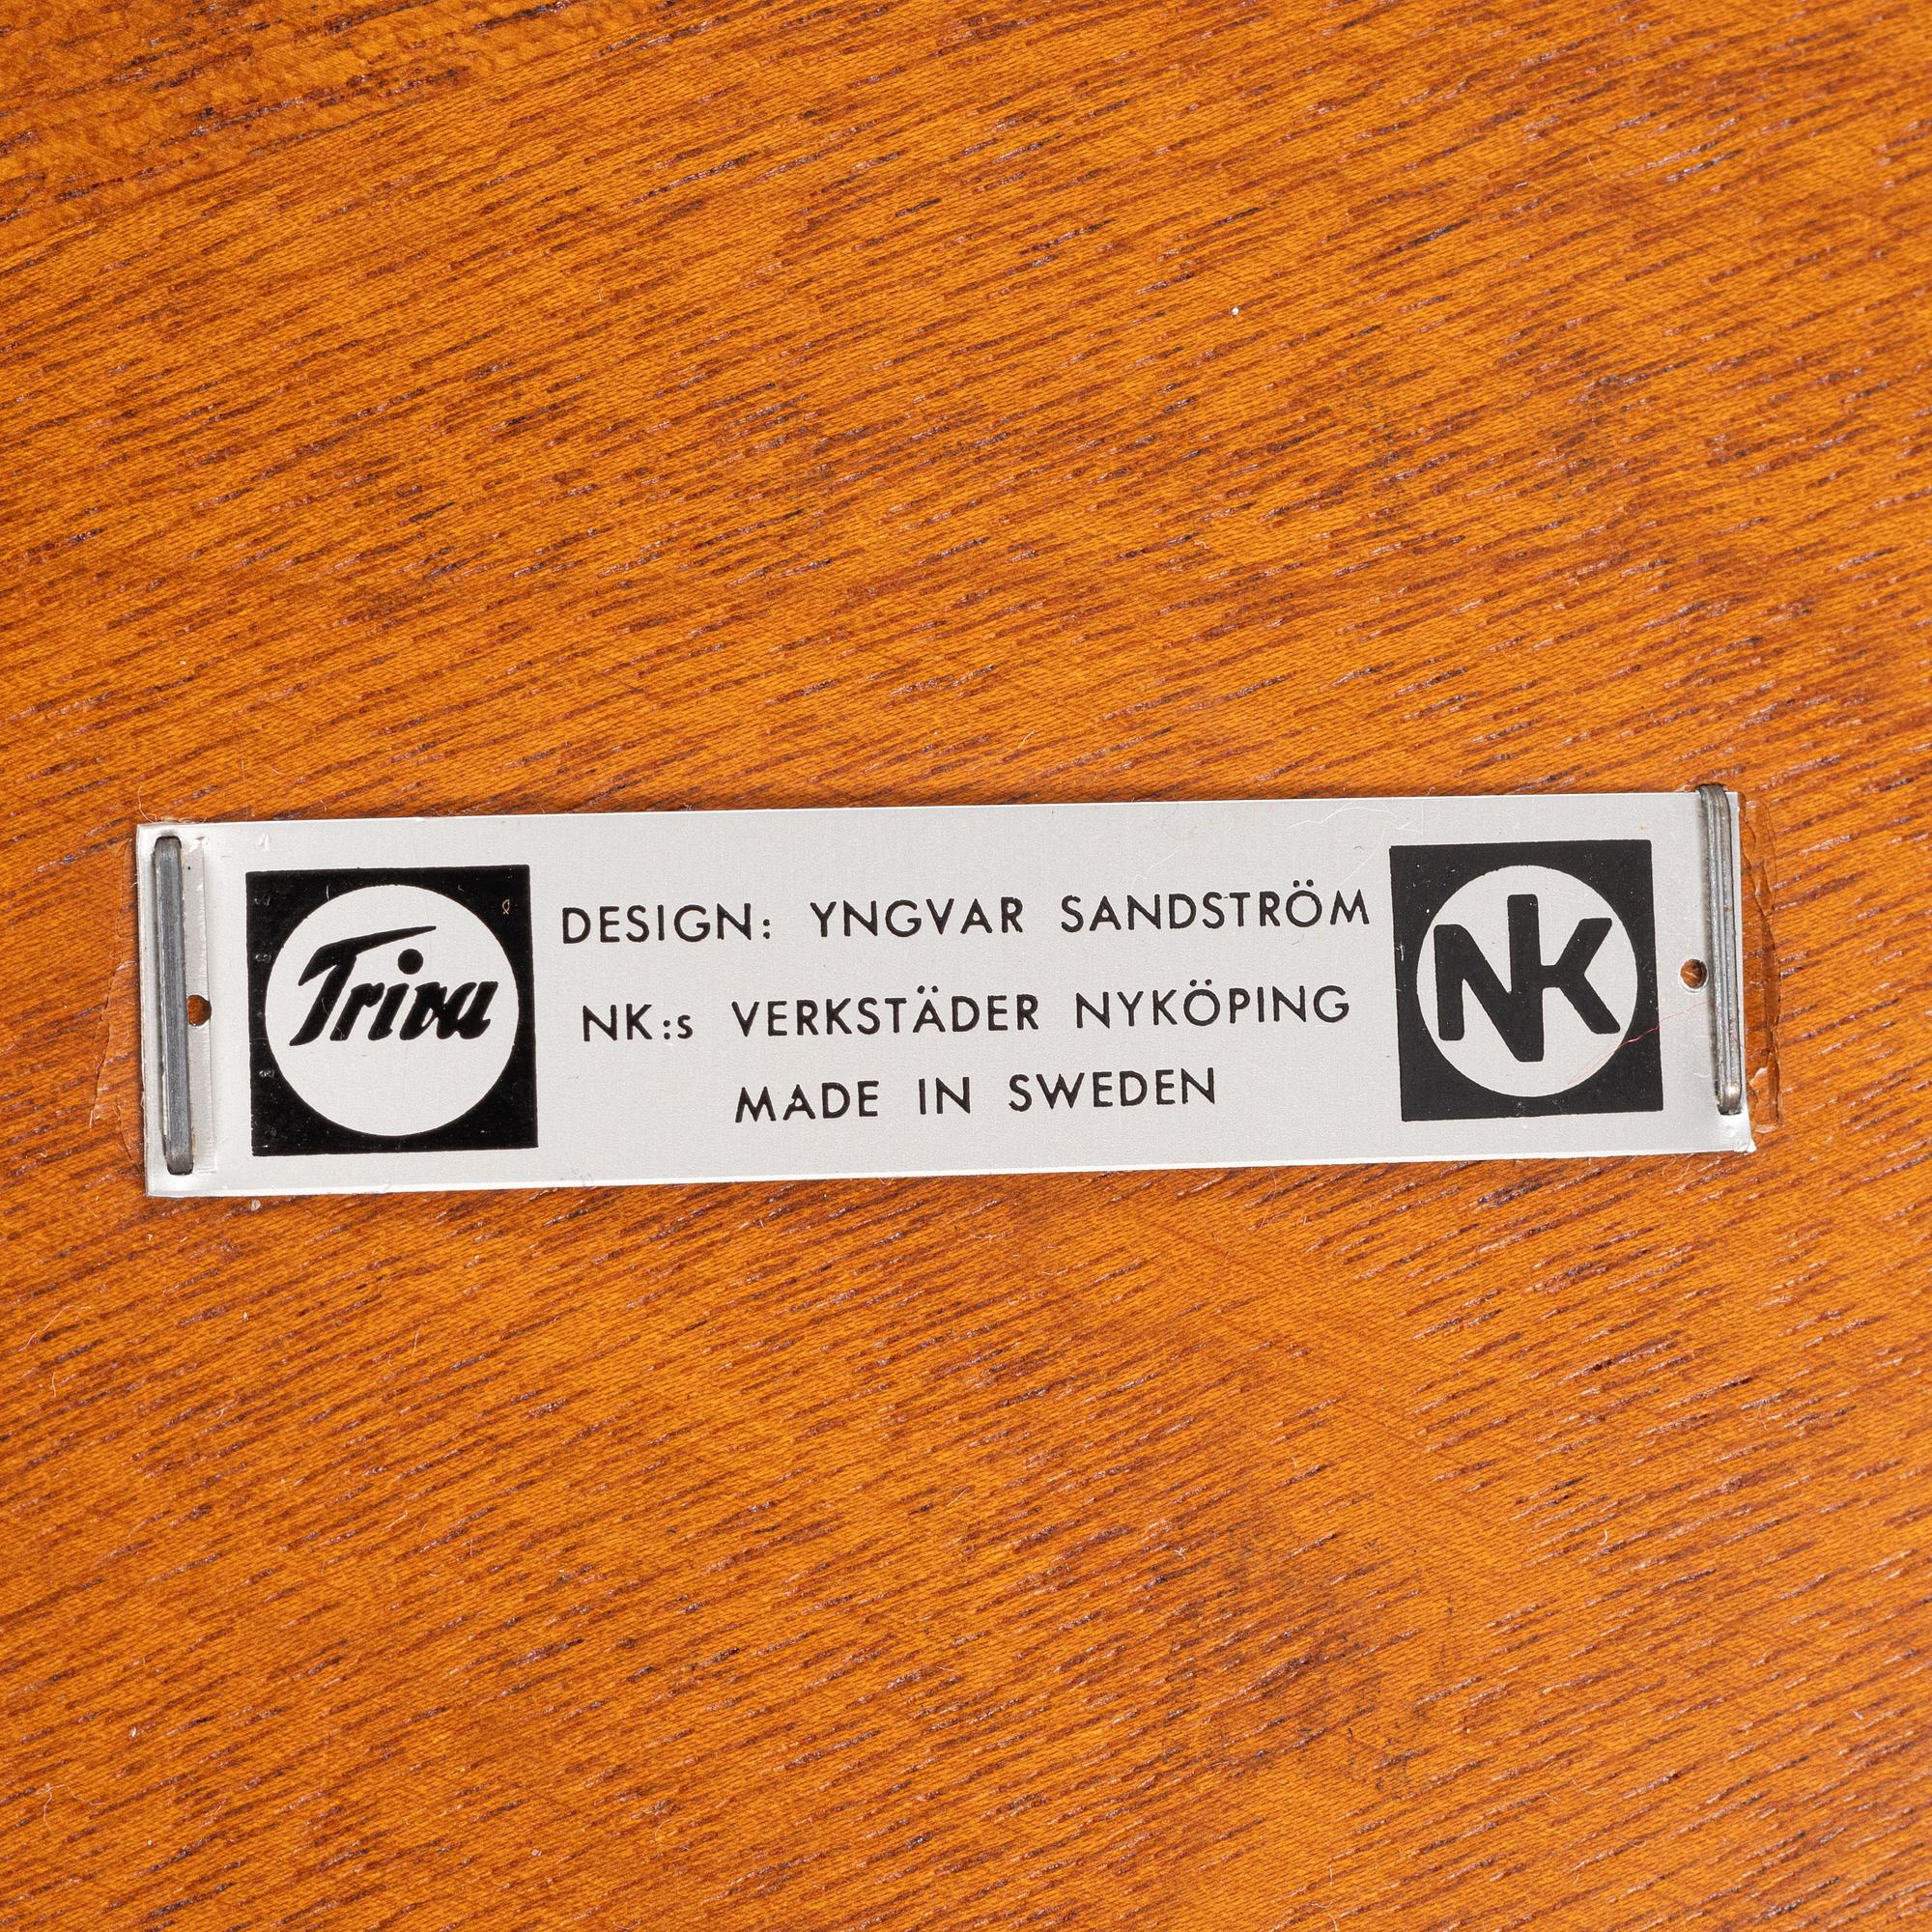 Triva
DESIGN: YNGVAR SANDSTRÖM
NK:s VERKSTÄDER NYKÖPING
MADE IN SWEDEN
NK